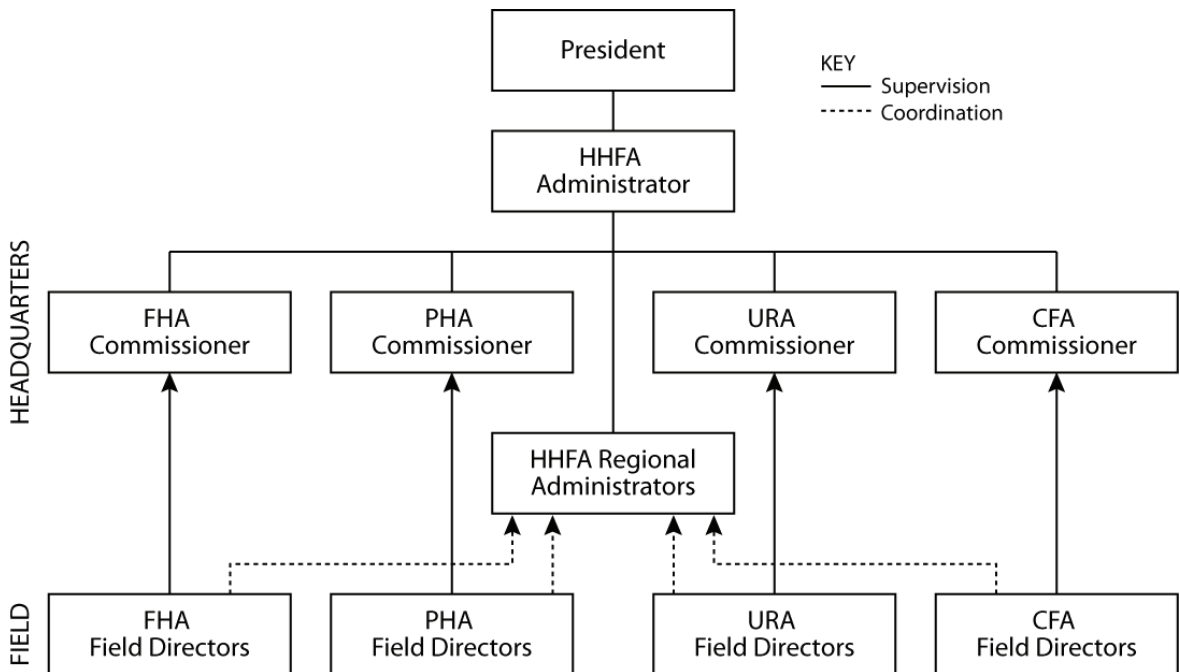 President
KEY
Supervision
Coordination
HHFA
Administrator
HEADQUARTERS
FHA
Commissioner
PHA
Commissioner
URA
Commissioner
CFA
Commissioner
HHFA Regional
Administrators
FIELD
FHA
Field Directors
PHA
Field Directors
URA
Field Directors
CFA
Field Directors